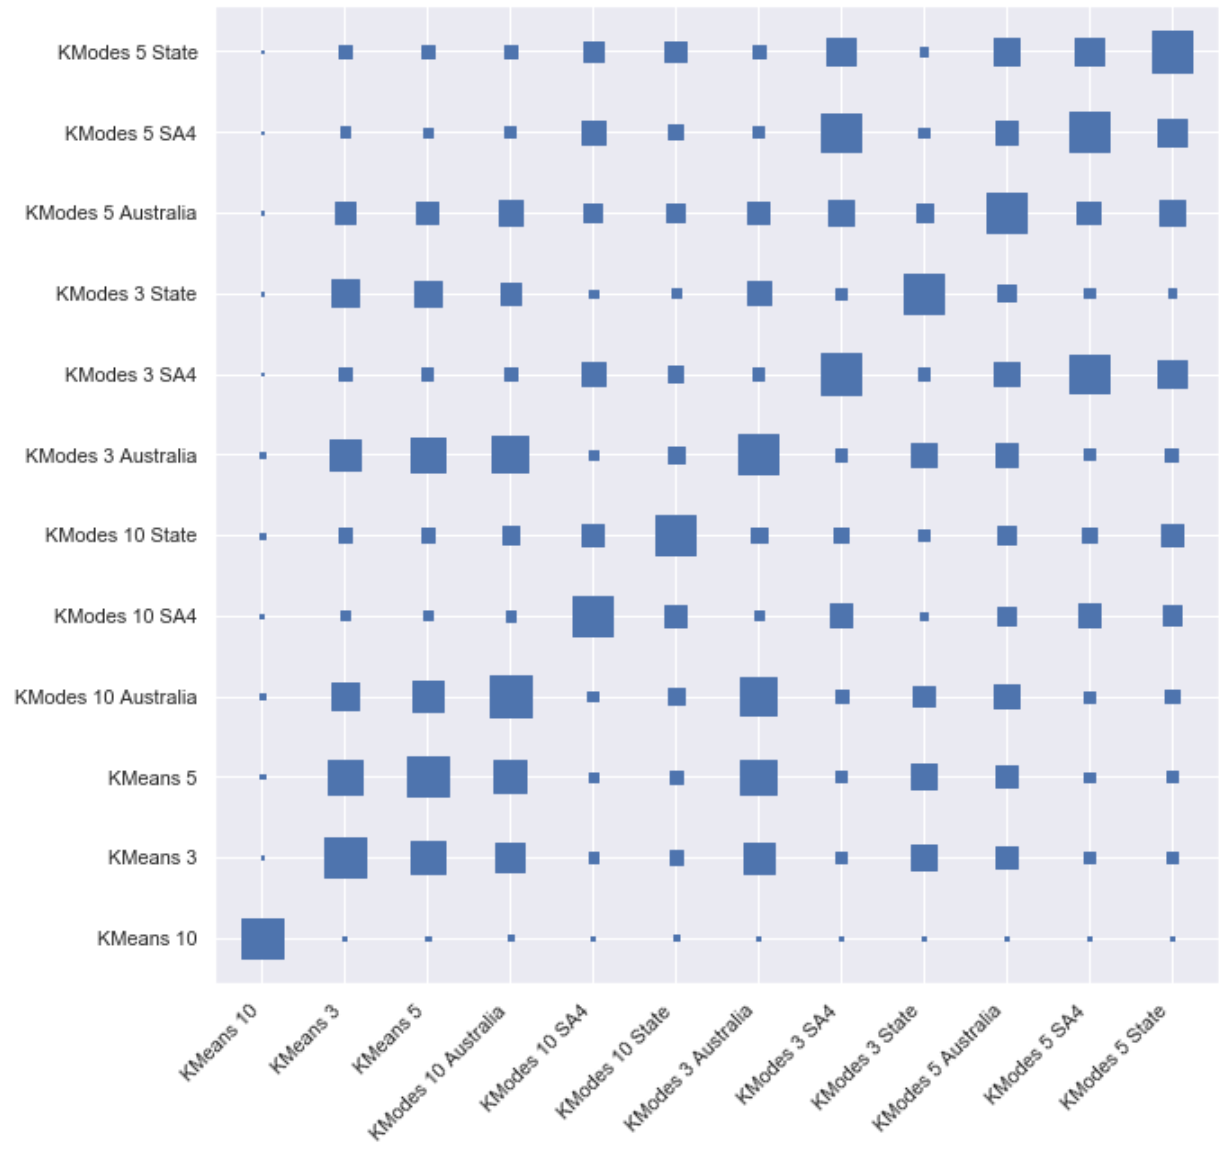 KModes 5 State
KModes 5 SA4
KModes 5 Australia
KModes 3 State
KModes 3 SA4
KModes 3 Australia
KModes 10 State
KModes 10 SA4
KModes 10 Australia
KMeans 5
KMeans 3
KMeans 10
KMeans 10
KMeans 3
KMeans 5
KModes 10 Australia
KModes 10 SA4
KModes 10 State
KModes 3 Australia
KModes 3 SA4
KModes 3 State
KModes 5 Australia
KModes 5 SA4
KModes 5 State